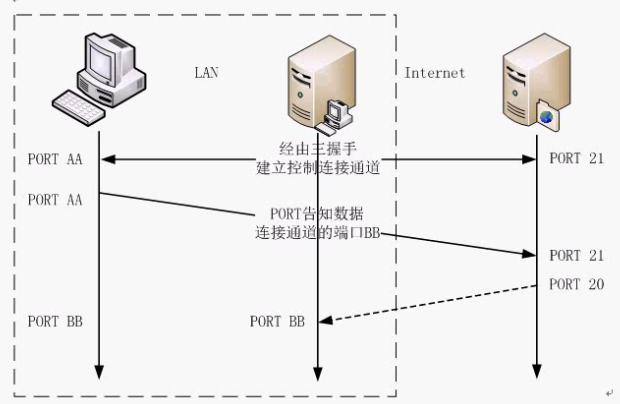 LAN
Internet
经由三握手
建立控制连接通道
PORT AA
PORT 21
PORT AA
PORT告知数据
连接通道的端口BB
PORT 21
PORT 20
PORT BB
PORT BB